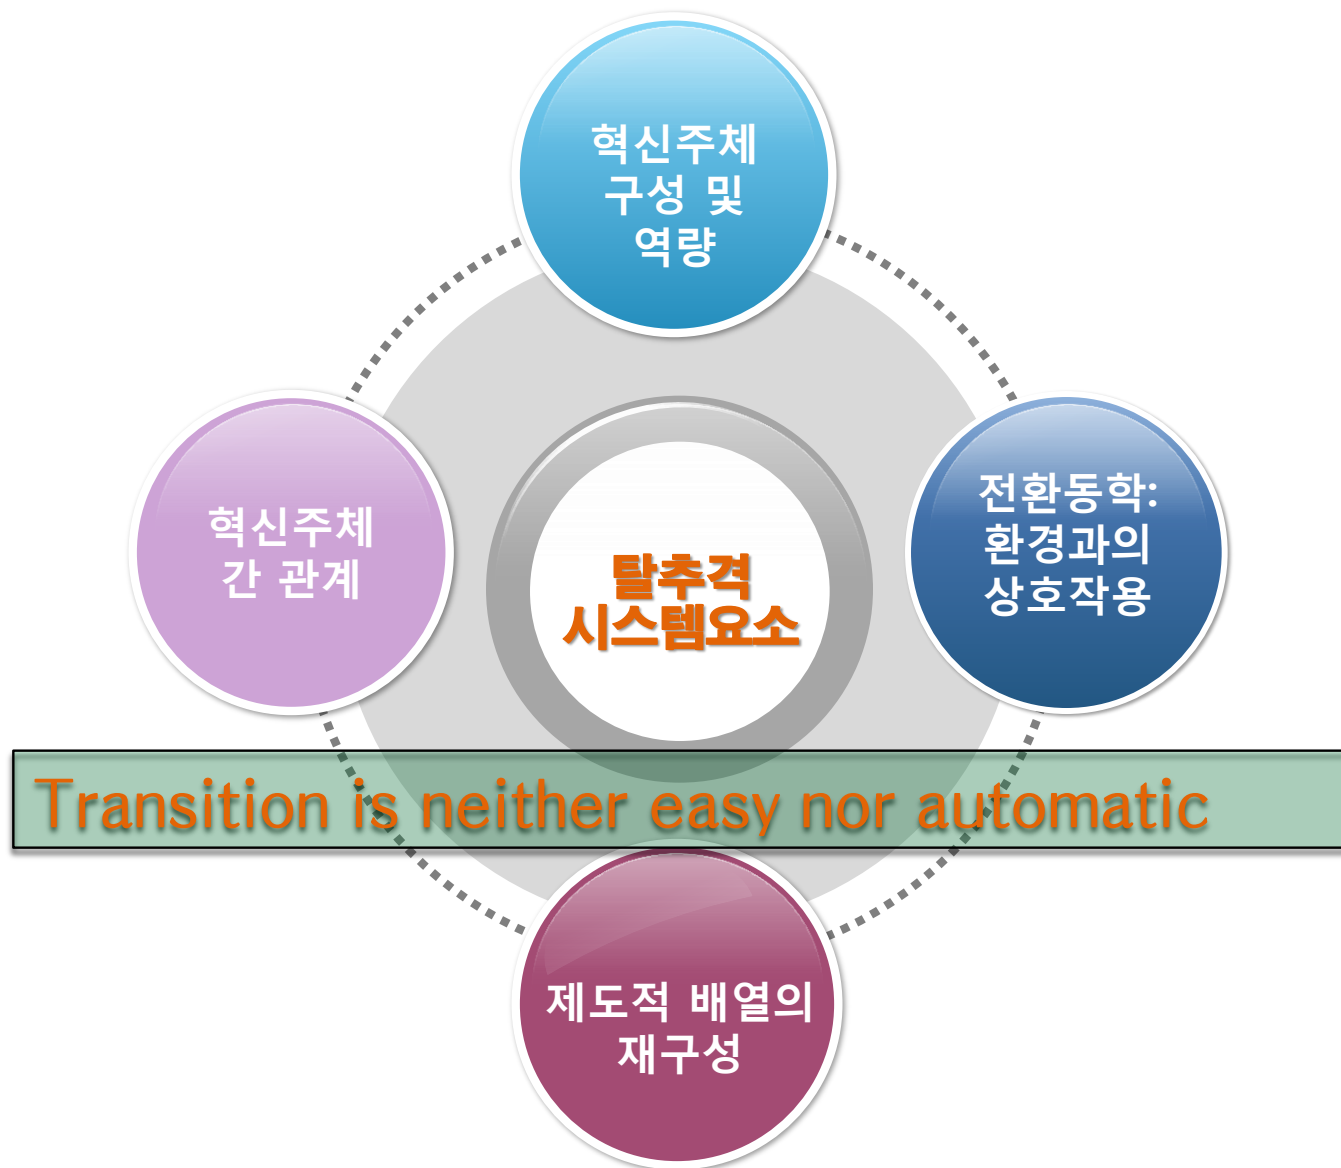 혁신주체
구성 및
역량
혁신주체
간 관계
탈추격
시스템요소
전환동학:
환경과의
상호작용
Transition is neither easy nor automatic
제도적 배열의
재구성